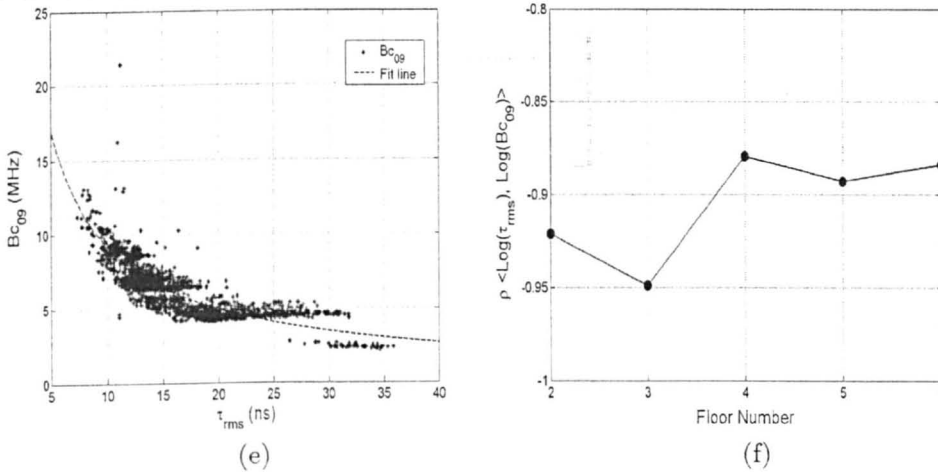 25
20
15
10
5
0
Bc09 (MHz)
Bc09
Fit line
5 10 15 20 25 30 35 40
τrms (ns)
(e)
-0.8
-0.85
-0.9
-0.95
-1
ρ <Log(τrms), Log(Bc09)>
2 3 4 5
Floor Number
(f)